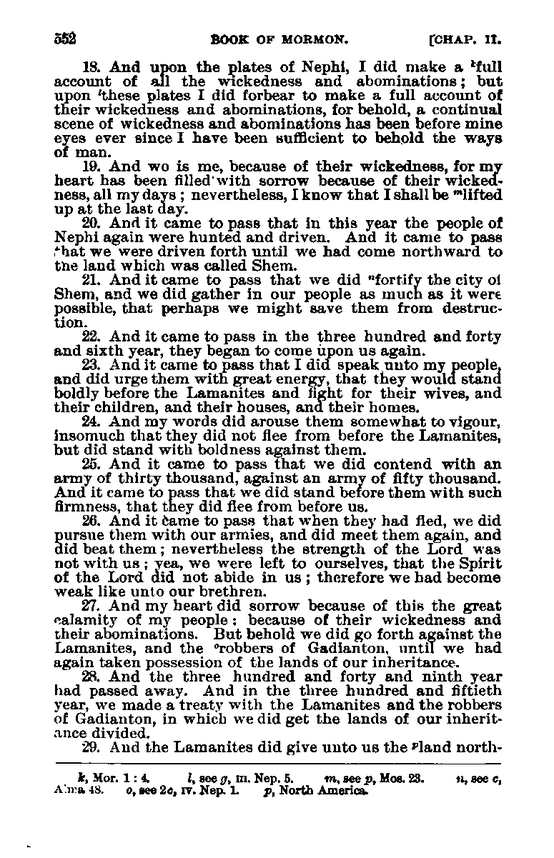 552 BOOK OF MORMON. [CHAP. II.
18. And upon the plates of Nephi, I did make a ᵏfull
account of all the wickedness and abominations; but
upon ˡthese plates I did forbear to make a full account of
their wickedness and abominations, for behold, a continual
scene of wickedness and abominations has been before mine
eyes ever since I have been sufficient to behold the ways
of man.
19. And wo is me, because of their wickedness, for my
heart has been filled with sorrow because of their wicked-
ness, all my days; nevertheless, I know that I shall be ᵐlifted
up at the last day.
20. And it came to pass that in this year the people of
Nephi again were hunted and driven. And it came to pass
that we were driven forth until we had come northward to
the land which was called Shem.
21. And it came to pass that we did ⁿfortify the city of
Shem, and we did gather in our people as much as it were
possible, that perhaps we might save them from destruc-
tion.
22. And it came to pass in the three hundred and forty
and sixth year, they began to come upon us again.
23. And it came to pass that I did speak unto my people,
and did urge them with great energy, that they would stand
boldly before the Lamanites and fight for their wives, and
their children, and their houses, and their homes.
24. And my words did arouse them somewhat to vigour,
insomuch that they did not flee from before the Lamanites,
but did stand with boldness against them.
25. And it came to pass that we did contend with an
army of thirty thousand, against an army of fifty thousand.
And it came to pass that we did stand before them with such
firmness, that they did flee from before us.
26. And it came to pass that when they had fled, we did
pursue them with our armies, and did meet them again, and
did beat them; nevertheless the strength of the Lord was
not with us; yea, we were left to ourselves, that the Spirit
of the Lord did not abide in us; therefore we had become
weak like unto our brethren.
27. And my heart did sorrow because of this the great
calamity of my people; because of their wickedness and
their abominations. But behold we did go forth against the
Lamanites, and the ᵒrobbers of Gadianton, until we had
again taken possession of the lands of our inheritance.
28. And the three hundred and forty and ninth year
had passed away. And in the three hundred and fiftieth
year, we made a treaty with the Lamanites and the robbers
of Gadianton, in which we did get the lands of our inherit-
ance divided.
29. And the Lamanites did give unto us the ᵖland north-
k, Mor. 1 : 4. l, see g, III. Nep. 5. m, see p, Mos. 23. n, see c,
Alma 48. o, see 2c, IV. Nep. 1. p, North America.